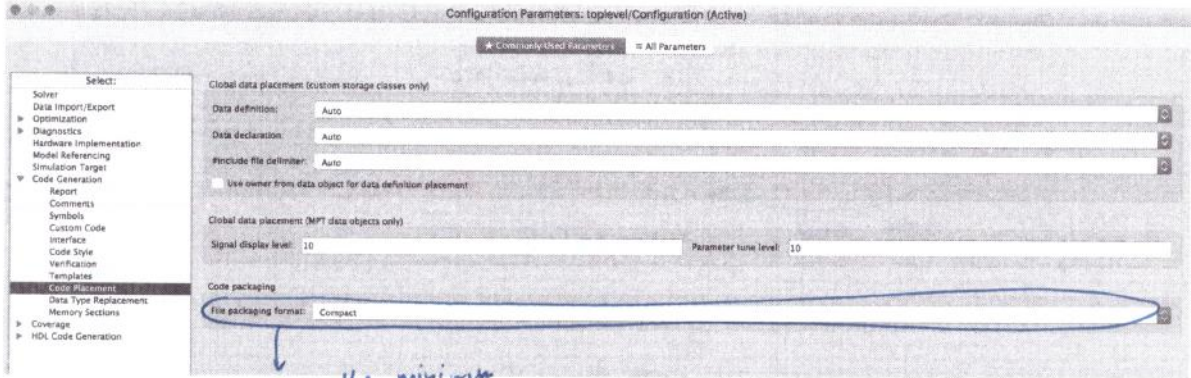 Configuration Parameters: toplevel/Configuration (Active)
★ Commonly Used Parameters ≡ All Parameters
Select:
Solver
Data Import/Export
Optimization
Diagnostics
Hardware Implementation
Model Referencing
Simulation Target
Code Generation
Report
Comments
Symbols
Custom Code
Interface
Code Style
Verification
Templates
Code Placement
Data Type Replacement
Memory Sections
Coverage
HDL Code Generation
Global data placement (custom storage classes only)
Data definition: Auto
Data declaration: Auto
#include file delimiter: Auto
Use owner from data object for data definition placement
Global data placement (MPT data objects only)
Signal display level: 10 Parameter tune level: 10
Code packaging
File packaging format: Compact